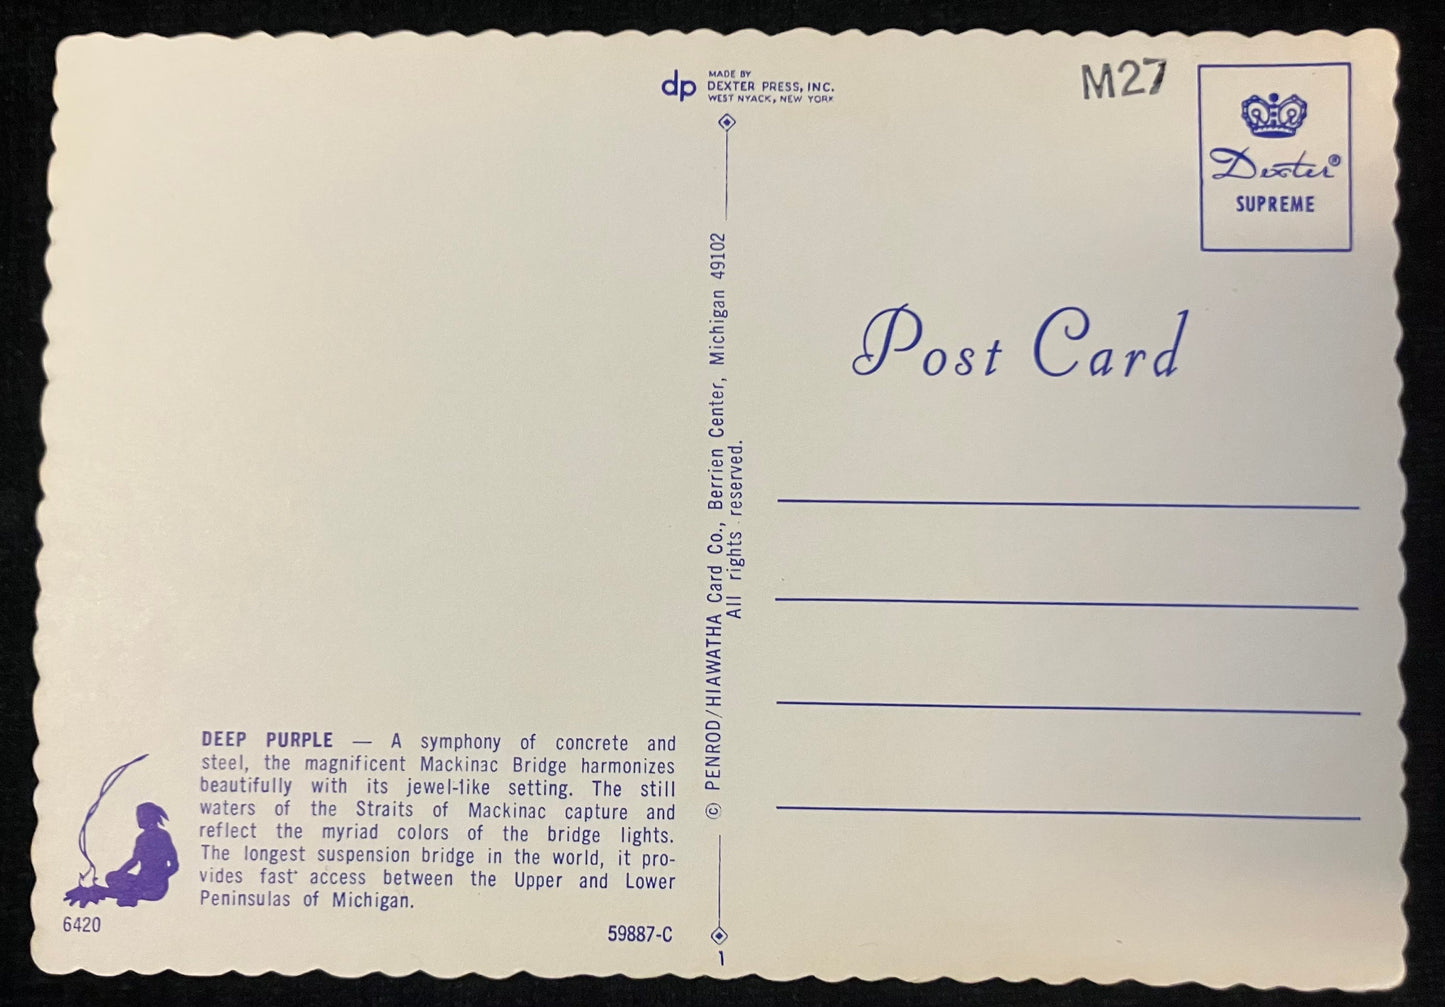 dp MADE BY
DEXTER PRESS, INC.
WEST NYACK, NEW YORK
M27
Dexter®
SUPREME
Post Card
© PENROD/HIAWATHA Card Co., Berrien Center, Michigan 49102
All rights reserved.
DEEP PURPLE — A symphony of concrete and
steel, the magnificent Mackinac Bridge harmonizes
beautifully with its jewel-like setting. The still
waters of the Straits of Mackinac capture and
reflect the myriad colors of the bridge lights.
The longest suspension bridge in the world, it pro-
vides fast access between the Upper and Lower
Peninsulas of Michigan.
6420
59887-C
1